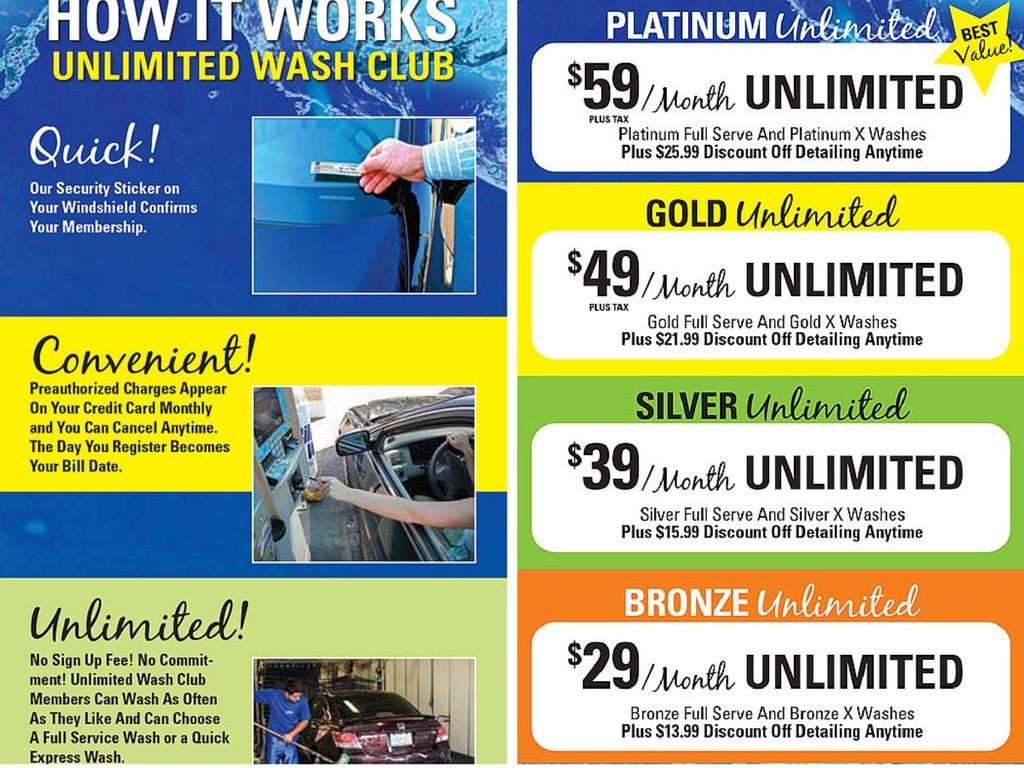 HOW IT WORKS
UNLIMITED WASH CLUB
Quick!
Our Security Sticker on
Your Windshield Confirms
Your Membership.
Convenient!
Preauthorized Charges Appear
On Your Credit Card Monthly
and You Can Cancel Anytime.
The Day You Register Becomes
Your Bill Date.
Unlimited!
No Sign Up Fee! No Commit-
ment! Unlimited Wash Club
Members Can Wash As Often
As They Like And Can Choose
A Full Service Wash or a Quick
Express Wash.
PLATINUM Unlimited
BEST
Value!
$59/Month UNLIMITED
PLUS TAX
Platinum Full Serve And Platinum X Washes
Plus $25.99 Discount Off Detailing Anytime
GOLD Unlimited
$49/Month UNLIMITED
PLUS TAX
Gold Full Serve And Gold X Washes
Plus $21.99 Discount Off Detailing Anytime
SILVER Unlimited
$39/Month UNLIMITED
Silver Full Serve And Silver X Washes
Plus $15.99 Discount Off Detailing Anytime
BRONZE Unlimited
$29/Month UNLIMITED
Bronze Full Serve And Bronze X Washes
Plus $13.99 Discount Off Detailing Anytime